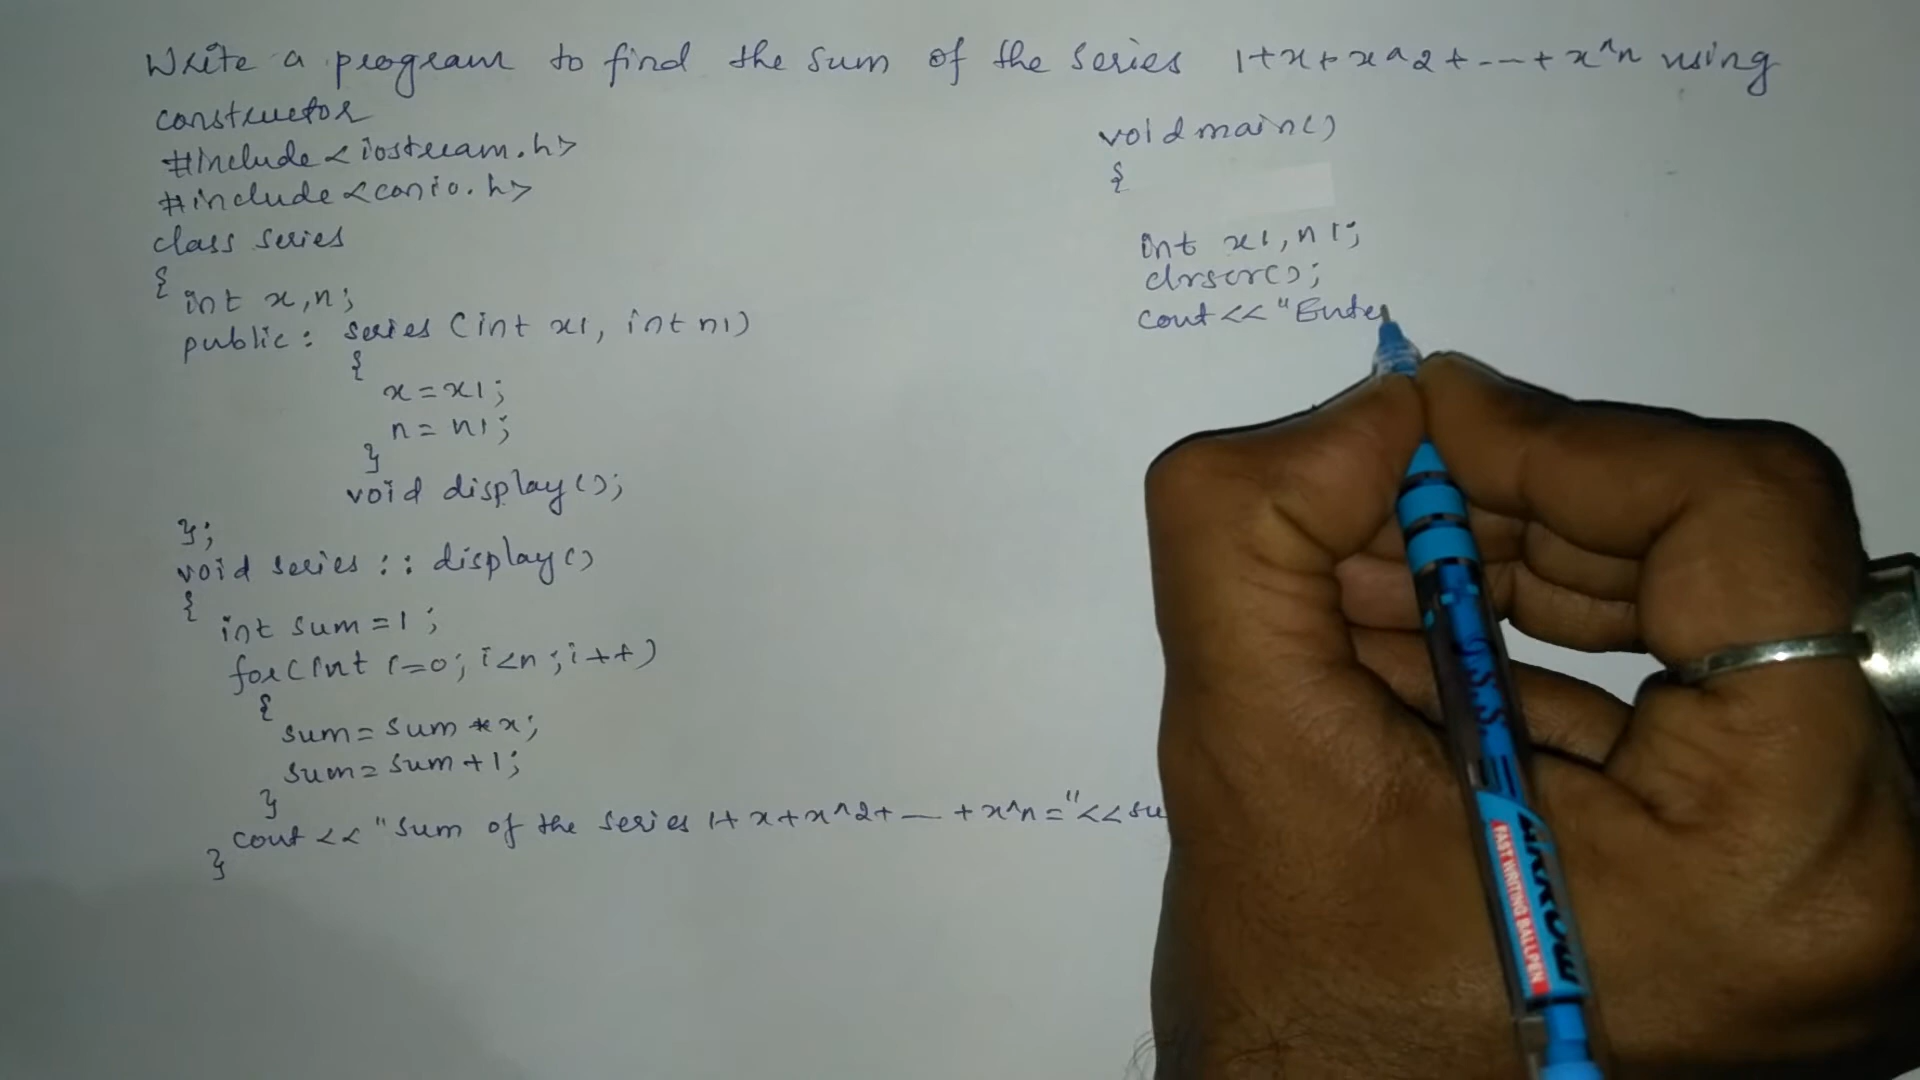 Write a program to find the sum of the series 1+x+x^2+---+x^n using
constructor
#include<iostream.h>
#include<conio.h>
class series
{
int x,n;
public: series (int x1, int n1)
{
x=x1;
n=n1;
}
void display();
};
void series::display()
{
int sum=1;
for(int i=0;i<n;i++)
{
sum=sum*x;
sum=sum+1;
}
cout<<"Sum of the series 1+x+x^2+—+x^n="<<su
}
void main()
{
int x1,n1;
clrscr();
cout<<"Ente
FAST WRITING BALLPEN